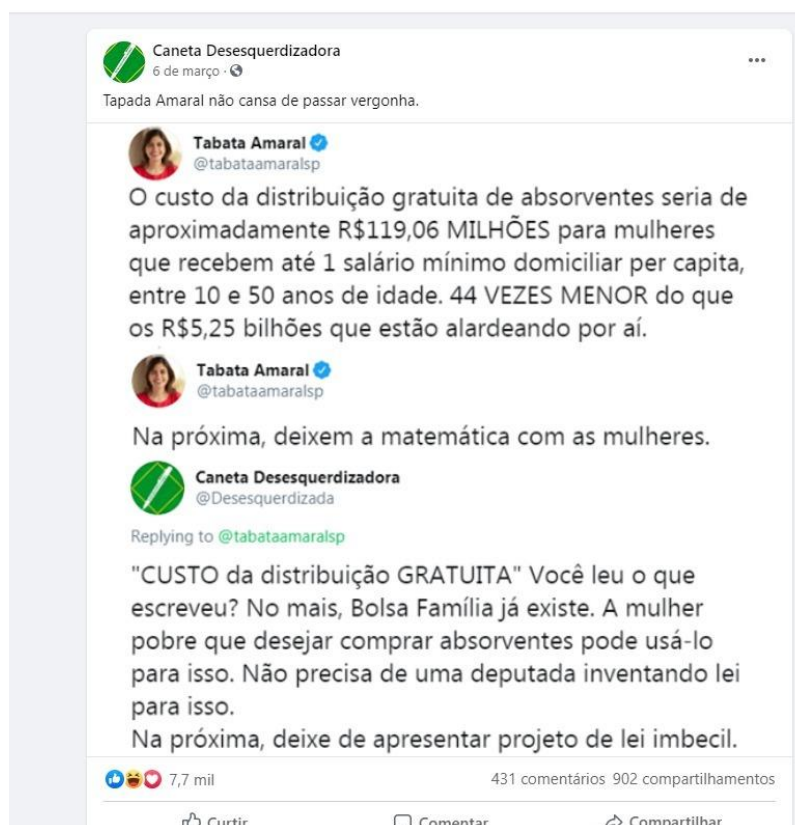 Caneta Desesquerdizadora
6 de março ·
Tapada Amaral não cansa de passar vergonha.
Tabata Amaral
@tabataamaralsp
O custo da distribuição gratuita de absorventes seria de
aproximadamente R$119,06 MILHÕES para mulheres
que recebem até 1 salário mínimo domiciliar per capita,
entre 10 e 50 anos de idade. 44 VEZES MENOR do que
os R$5,25 bilhões que estão alardeando por aí.
Tabata Amaral
@tabataamaralsp
Na próxima, deixem a matemática com as mulheres.
Caneta Desesquerdizadora
@Desesquerdizada
Replying to @tabataamaralsp
"CUSTO da distribuição GRATUITA" Você leu o que
escreveu? No mais, Bolsa Família já existe. A mulher
pobre que desejar comprar absorventes pode usá-lo
para isso. Não precisa de uma deputada inventando lei
para isso.
Na próxima, deixe de apresentar projeto de lei imbecil.
7,7 mil 431 comentários 902 compartilhamentos
Curtir Comentar Compartilhar